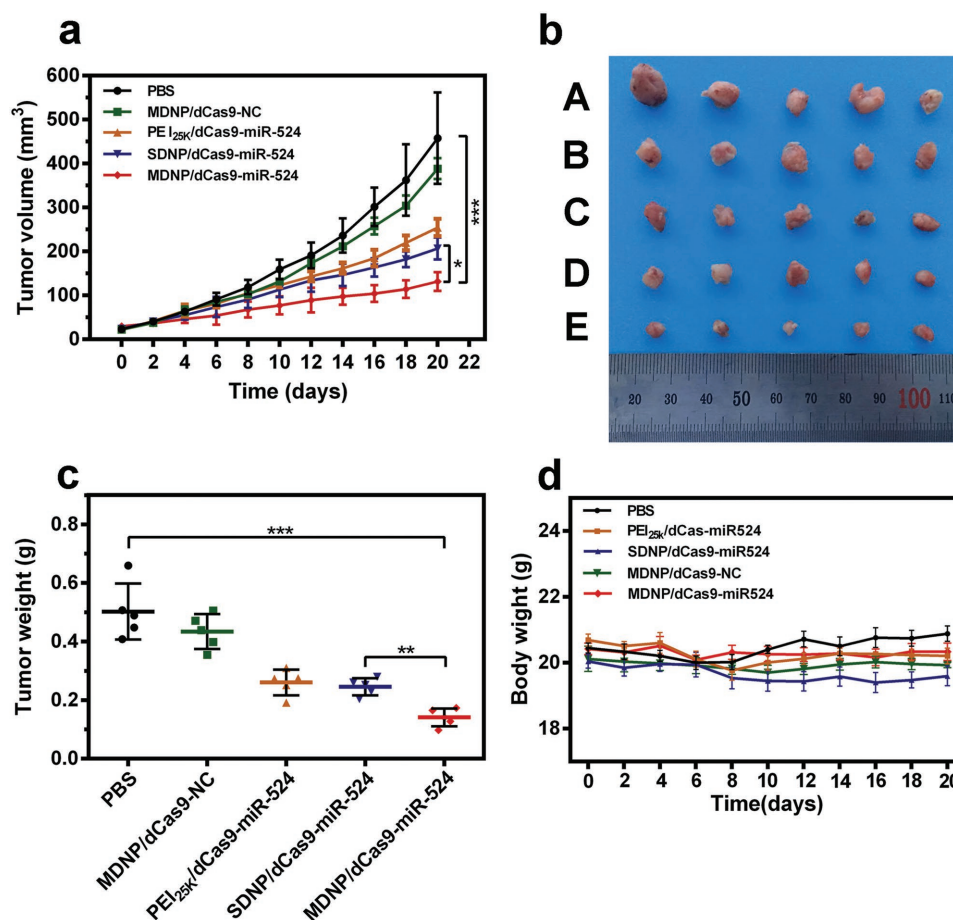 a
600
500
400
300
200
100
0
Tumor volume (mm³)
PBS
MDNP/dCas9-NC
PEI25K/dCas9-miR-524
SDNP/dCas9-miR-524
MDNP/dCas9-miR-524
***
*
0 2 4 6 8 10 12 14 16 18 20 22
Time (days)
b
A
B
C
D
E
20 30 40 50 60 70 80 90 100 110
c
0.8
0.6
0.4
0.2
0.0
Tumor weight (g)
***
**
PBS
MDNP/dCas9-NC
PEI25K/dCas9-miR-524
SDNP/dCas9-miR-524
MDNP/dCas9-miR-524
d
24
22
20
18
Body wight (g)
PBS
PEI25k/dCas-miR524
SDNP/dCas9-miR524
MDNP/dCas9-NC
MDNP/dCas9-miR524
0 2 4 6 8 10 12 14 16 18 20
Time(days)